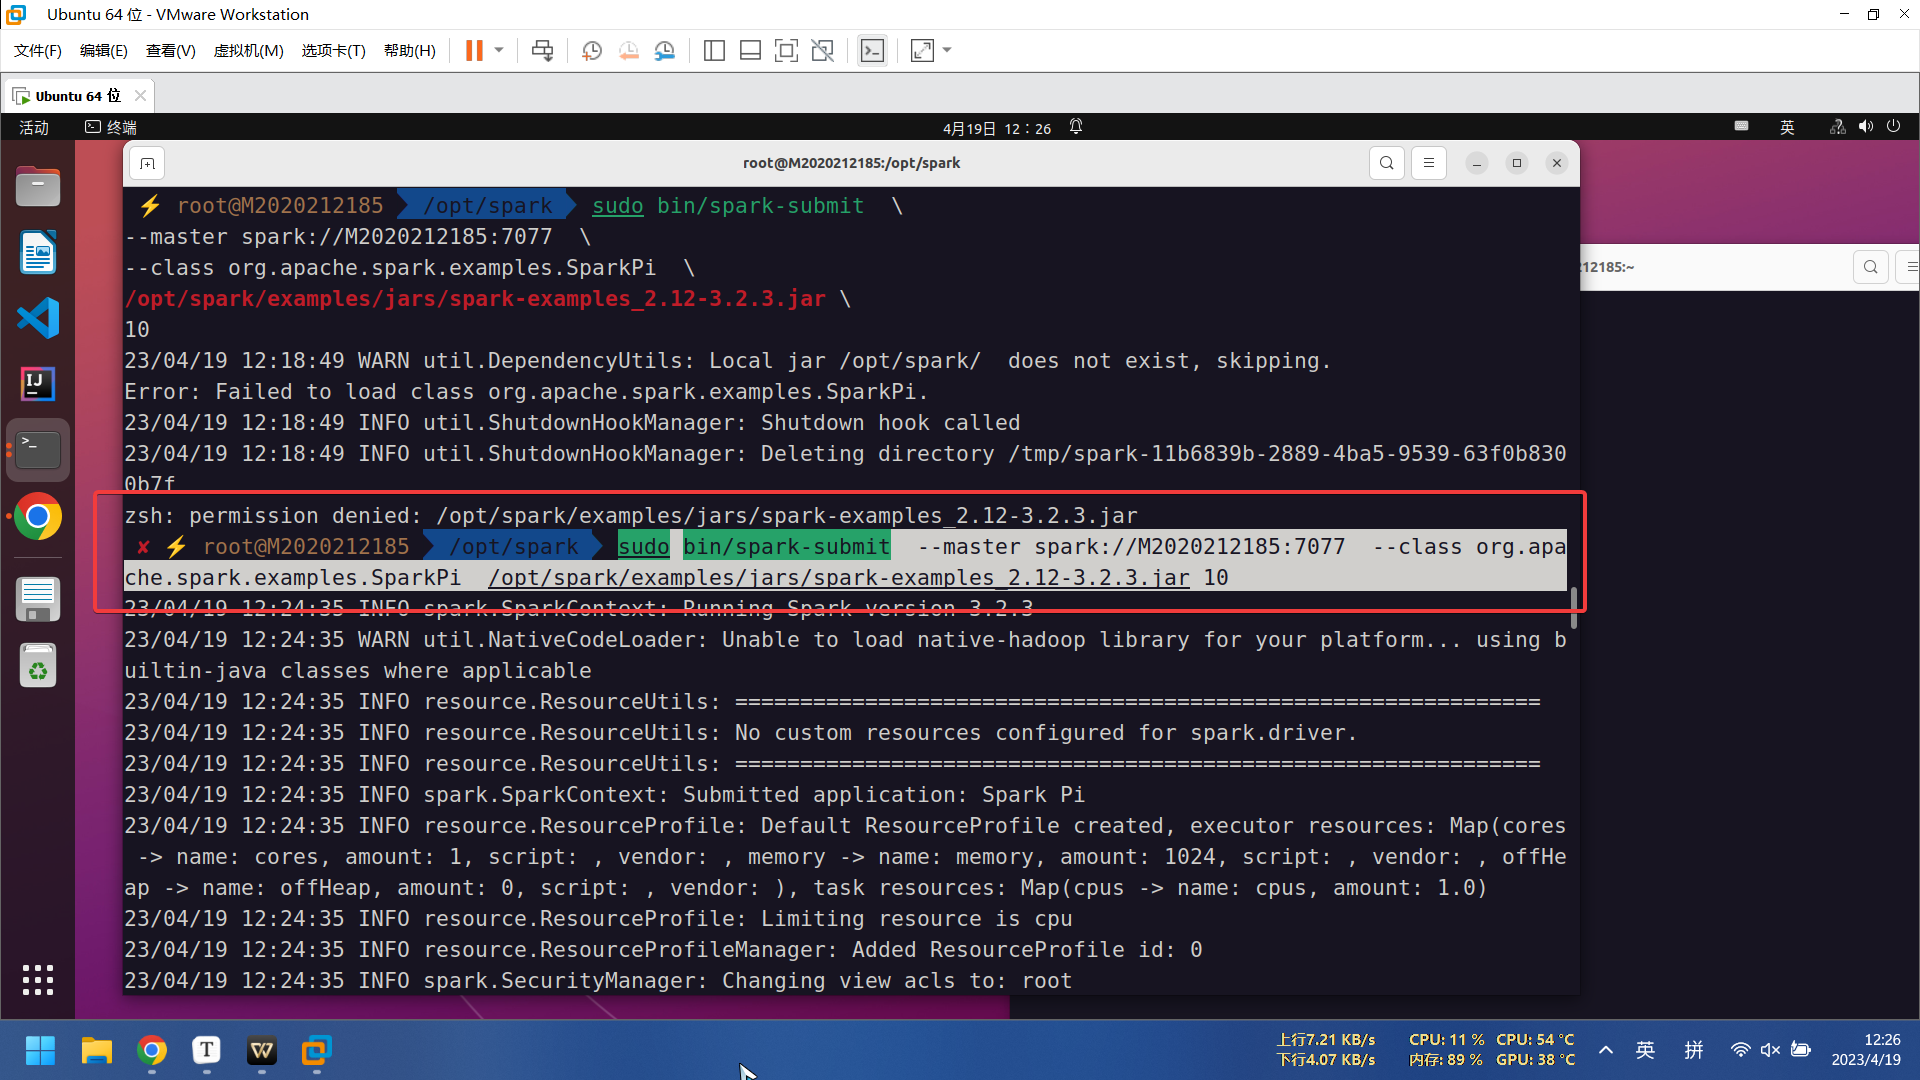 Ubuntu 64 位 - VMware Workstation
文件(F) 编辑(E) 查看(V) 虚拟机(M) 选项卡(T) 帮助(H)
Ubuntu 64 位
活动 终端 4月19日 12：26 英
root@M2020212185:/opt/spark
root@M2020212185 /opt/spark sudo bin/spark-submit \
--master spark://M2020212185:7077 \
--class org.apache.spark.examples.SparkPi \
/opt/spark/examples/jars/spark-examples_2.12-3.2.3.jar \
10
23/04/19 12:18:49 WARN util.DependencyUtils: Local jar /opt/spark/  does not exist, skipping.
Error: Failed to load class org.apache.spark.examples.SparkPi.
23/04/19 12:18:49 INFO util.ShutdownHookManager: Shutdown hook called
23/04/19 12:18:49 INFO util.ShutdownHookManager: Deleting directory /tmp/spark-11b6839b-2889-4ba5-9539-63f0b830
0b7f
zsh: permission denied: /opt/spark/examples/jars/spark-examples_2.12-3.2.3.jar
✘ root@M2020212185 /opt/spark sudo bin/spark-submit --master spark://M2020212185:7077 --class org.apa
che.spark.examples.SparkPi /opt/spark/examples/jars/spark-examples_2.12-3.2.3.jar 10
23/04/19 12:24:35 INFO spark.SparkContext: Running Spark version 3.2.3
23/04/19 12:24:35 WARN util.NativeCodeLoader: Unable to load native-hadoop library for your platform... using b
uiltin-java classes where applicable
23/04/19 12:24:35 INFO resource.ResourceUtils: ==============================================================
23/04/19 12:24:35 INFO resource.ResourceUtils: No custom resources configured for spark.driver.
23/04/19 12:24:35 INFO resource.ResourceUtils: ==============================================================
23/04/19 12:24:35 INFO spark.SparkContext: Submitted application: Spark Pi
23/04/19 12:24:35 INFO resource.ResourceProfile: Default ResourceProfile created, executor resources: Map(cores
-> name: cores, amount: 1, script: , vendor: , memory -> name: memory, amount: 1024, script: , vendor: , offHe
ap -> name: offHeap, amount: 0, script: , vendor: ), task resources: Map(cpus -> name: cpus, amount: 1.0)
23/04/19 12:24:35 INFO resource.ResourceProfile: Limiting resource is cpu
23/04/19 12:24:35 INFO resource.ResourceProfileManager: Added ResourceProfile id: 0
23/04/19 12:24:35 INFO spark.SecurityManager: Changing view acls to: root
12185:~
上行7.21 KB/s CPU: 11 % CPU: 54 °C
下行4.07 KB/s 内存: 89 % GPU: 38 °C
英 拼
12:26
2023/4/19